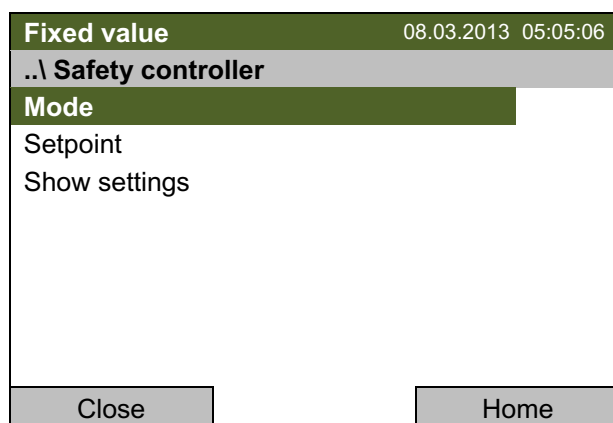 Fixed value 08.03.2013 05:05:06
..\ Safety controller
Mode
Setpoint
Show settings
Close Home